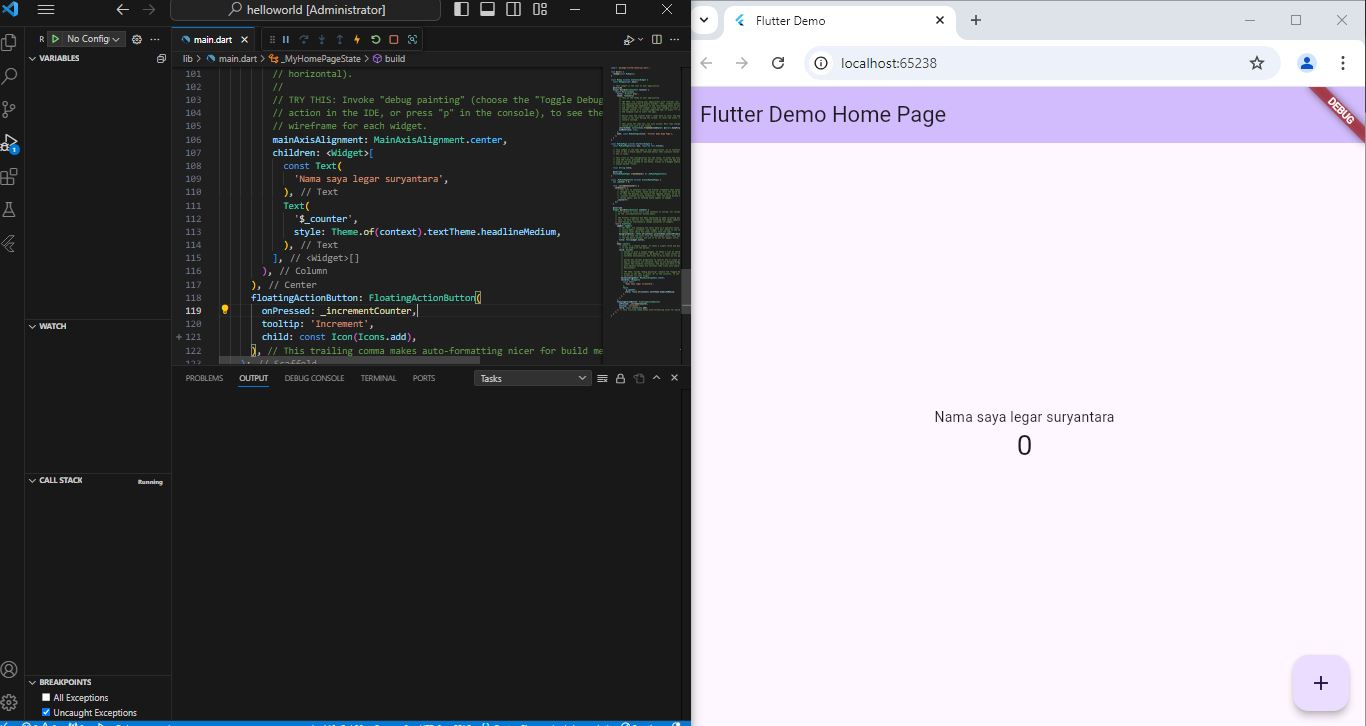 helloworld [Administrator]
Flutter Demo
R No Config
main.dart
localhost:65238
lib > main.dart > _MyHomePageState > build
VARIABLES
Flutter Demo Home Page
DEBUG
101 // horizontal).
102 //
103 // TRY THIS: Invoke "debug painting" (choose the "Toggle Debug
104 // action in the IDE, or press "p" in the console), to see the
105 // wireframe for each widget.
106 mainAxisAlignment: MainAxisAlignment.center,
107 children: <Widget>[
108 const Text(
109 'Nama saya legar suryantara',
110 ), // Text
111 Text(
112 '$_counter',
113 style: Theme.of(context).textTheme.headlineMedium,
114 ), // Text
115 ], // <Widget>[]
116 ), // Column
117 ), // Center
118 floatingActionButton: FloatingActionButton(
119 onPressed: _incrementCounter,
120 tooltip: 'Increment',
121 child: const Icon(Icons.add),
122 ), // This trailing comma makes auto-formatting nicer for build me
123 ); // Scaffold
WATCH
PROBLEMS OUTPUT DEBUG CONSOLE TERMINAL PORTS Tasks
Nama saya legar suryantara
0
CALL STACK Running
BREAKPOINTS
All Exceptions
Uncaught Exceptions